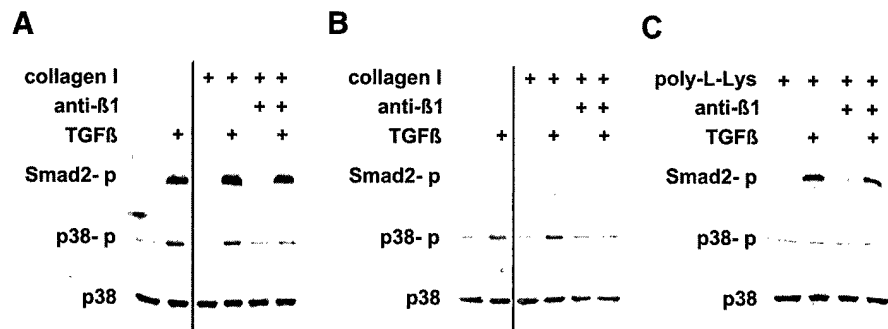 A
collagen I + + + +
anti-ß1 + +
TGFß + + +
Smad2- p
p38- p
p38
B
collagen I + + + +
anti-ß1 + +
TGFß + + +
Smad2- p
p38- p
p38
C
poly-L-Lys + + + +
anti-ß1 + +
TGFß + +
Smad2- p
p38- p
p38